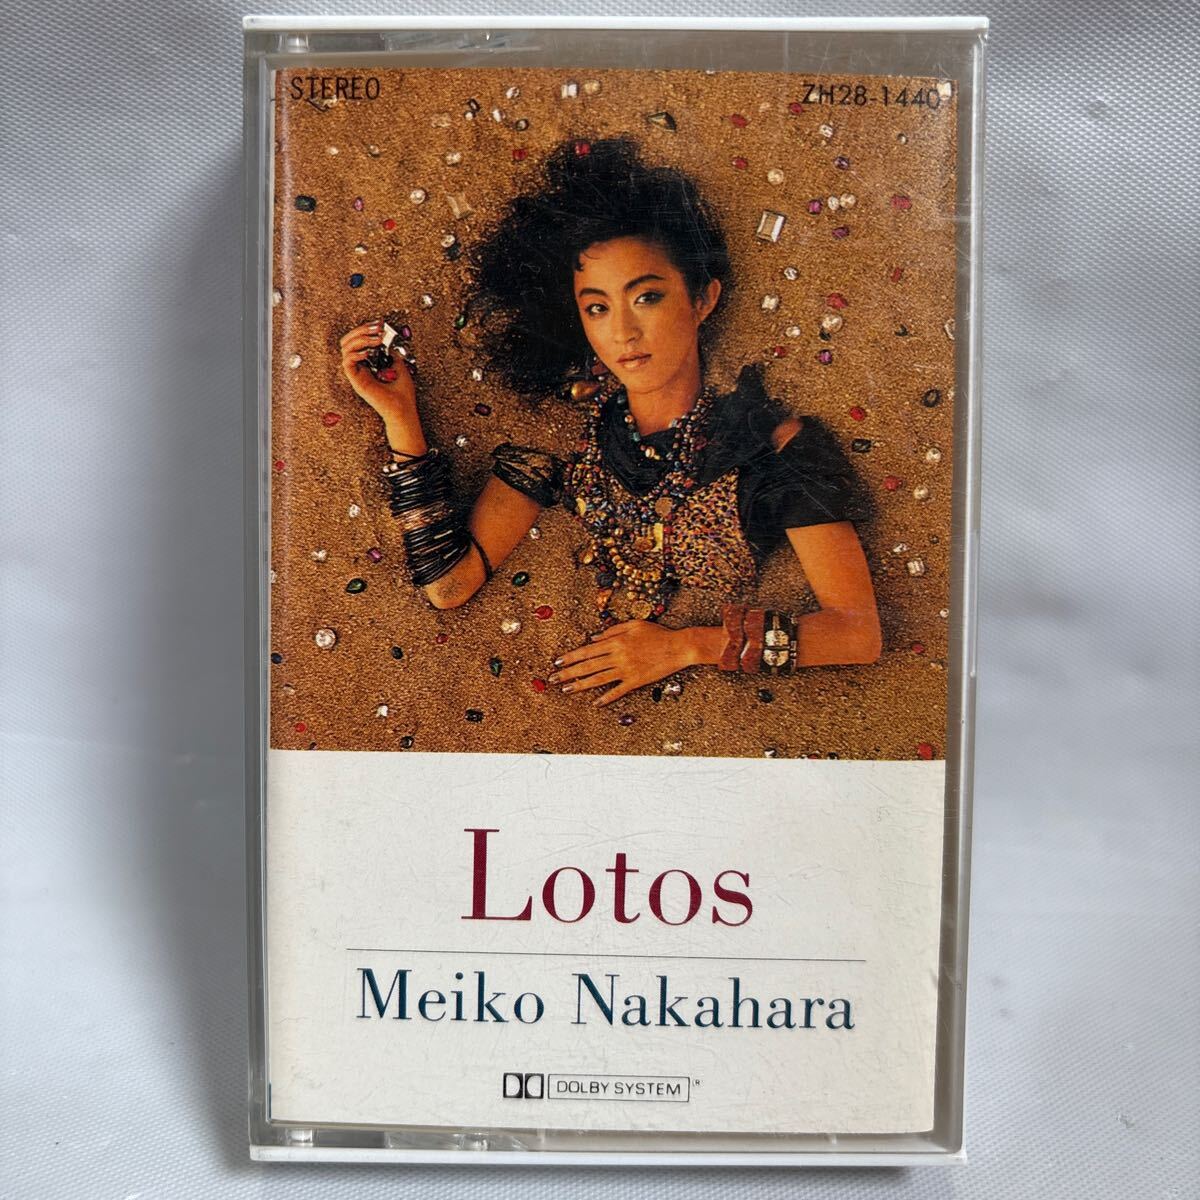 STEREO ZH28-1440
Lotos
Meiko Nakahara
DOLBY SYSTEM ®